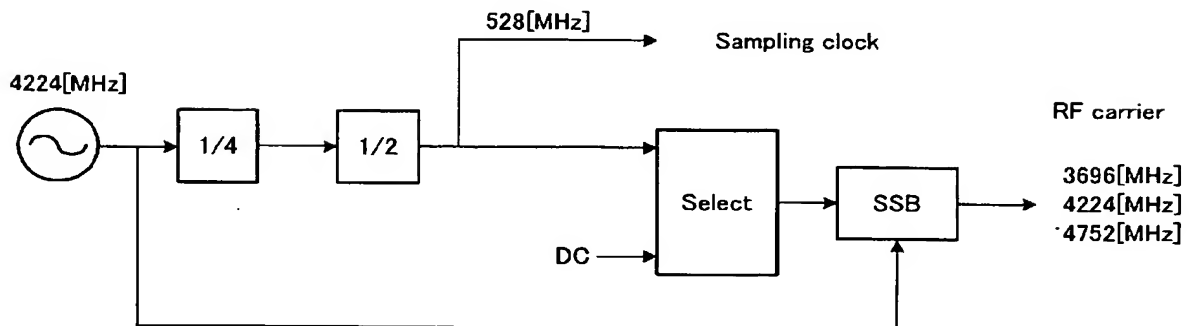 528[MHz]
Sampling clock
4224[MHz]
RF carrier
1/4
1/2
3696[MHz]
4224[MHz]
4752[MHz]
Select
SSB
DC